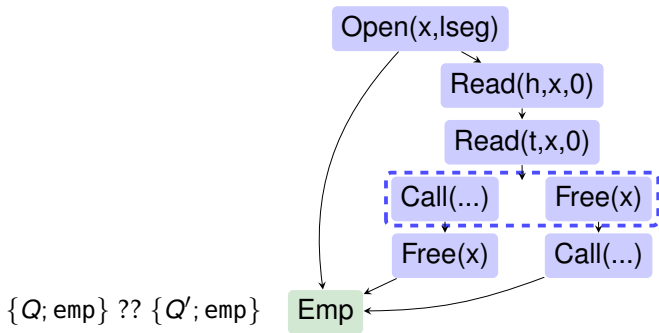 Open(x,lseg)
Read(h,x,0)
Read(t,x,0)
Call(...) Free(x)
Free(x) Call(...)
{Q; emp} ?? {Q′; emp} Emp